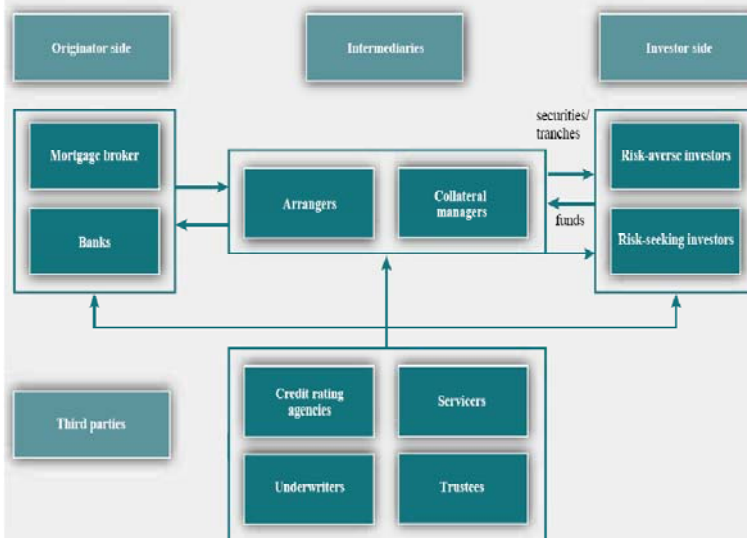 Originator side
Intermediaries
Investor side
securities/
tranches
Mortgage broker
Risk-averse investors
Arrangers
Collateral
managers
Banks
funds
Risk-seeking investors
Credit rating
agencies
Servicers
Third parties
Underwriters
Trustees